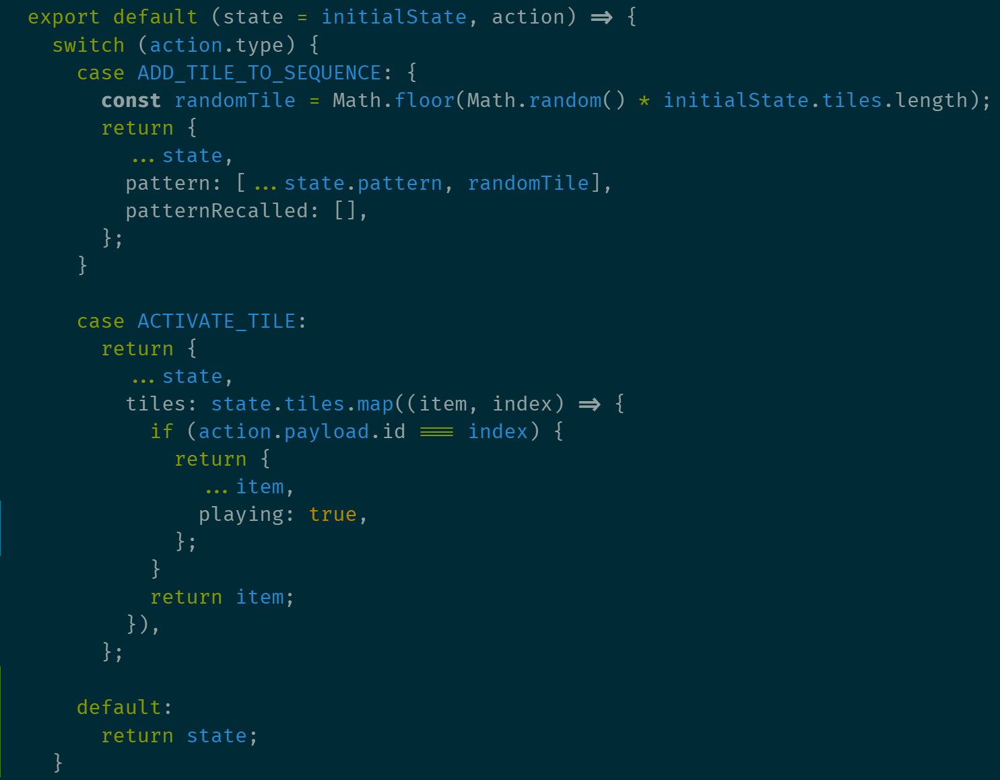 export default (state = initialState, action) => {
  switch (action.type) {
    case ADD_TILE_TO_SEQUENCE: {
      const randomTile = Math.floor(Math.random() * initialState.tiles.length);
      return {
        ...state,
        pattern: [...state.pattern, randomTile],
        patternRecalled: [],
      };
    }

    case ACTIVATE_TILE:
      return {
        ...state,
        tiles: state.tiles.map((item, index) => {
          if (action.payload.id === index) {
            return {
              ...item,
              playing: true,
            };
          }
          return item;
        }),
      };

    default:
      return state;
  }